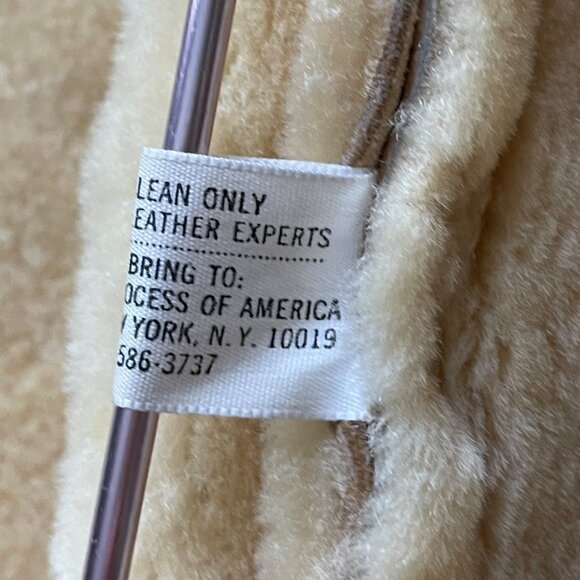 LEAN ONLY
EATHER EXPERTS
BRING TO:
OCESS OF AMERICA
YORK, N.Y. 10019
586-3737